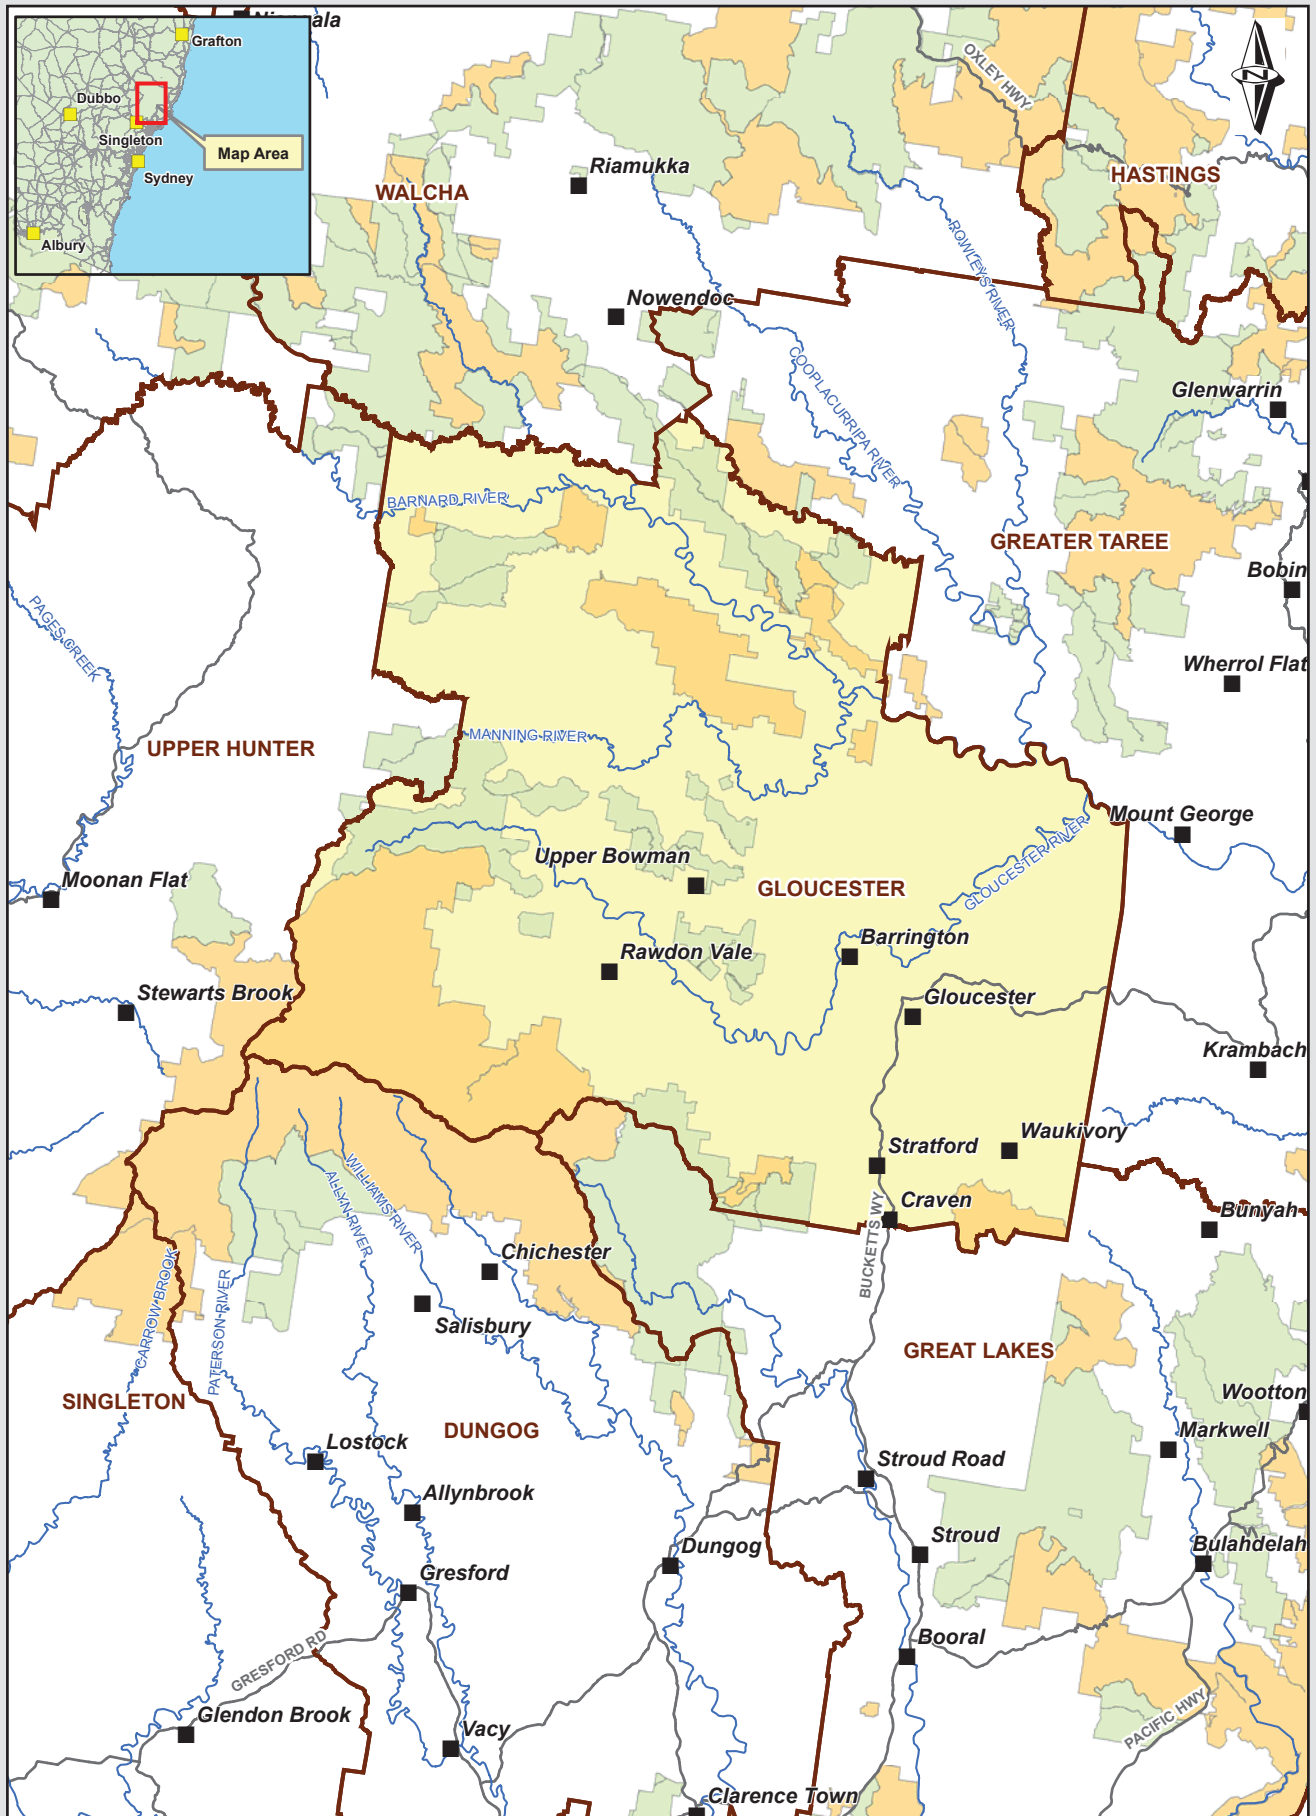 Niangala
Grafton
Dubbo
Singleton
Map Area
Sydney
Albury
OXLEY HWY
N
Riamukka
HASTINGS
WALCHA
ROWLEYS RIVER
Nowendoc
COOPLACURRIPA RIVER
Glenwarrin
BARNARD RIVER
GREATER TAREE
Bobin
PAGES CREEK
Wherrol Flat
MANNING RIVER
UPPER HUNTER
Mount George
GLOUCESTER RIVER
Upper Bowman
Moonan Flat
GLOUCESTER
Barrington
Rawdon Vale
Stewarts Brook
Gloucester
Krambach
Waukivory
Stratford
WILLIAMS RIVER
ALLYN RIVER
Craven
Bunyah
BUCKETTS WY
Chichester
CARROW BROOK
PATERSON RIVER
Salisbury
GREAT LAKES
Wootton
SINGLETON
DUNGOG
Markwell
Lostock
Stroud Road
Allynbrook
Stroud
Dungog
Bulahdelah
Gresford
Booral
GRESFORD RD
Glendon Brook
PACIFIC HWY
Vacy
Clarence Town